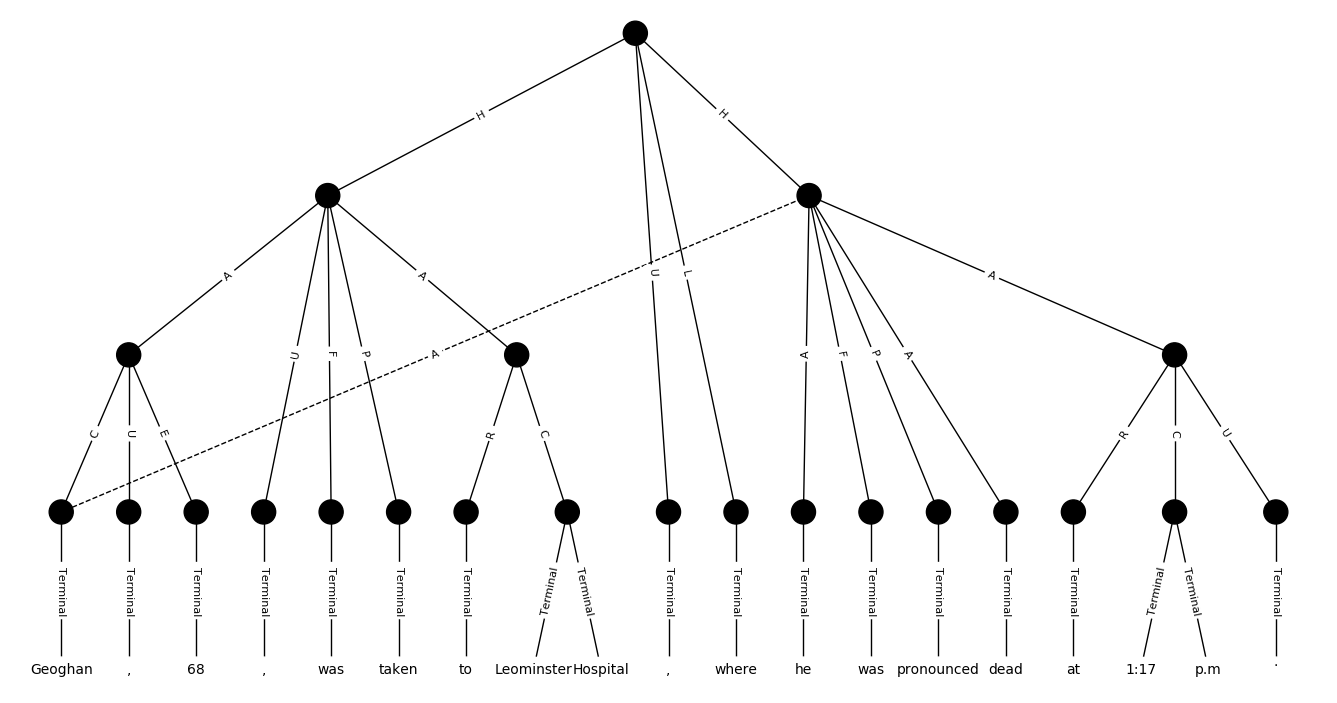 H H
U L
A A A
U F P A A F P A
C U E R C R C U
Terminal Terminal Terminal Terminal Terminal Terminal Terminal Terminal Terminal Terminal Terminal Terminal Terminal Terminal Terminal Terminal Terminal Terminal Terminal
Geoghan , 68 , was taken to Leominster Hospital , where he was pronounced dead at 1:17 p.m .